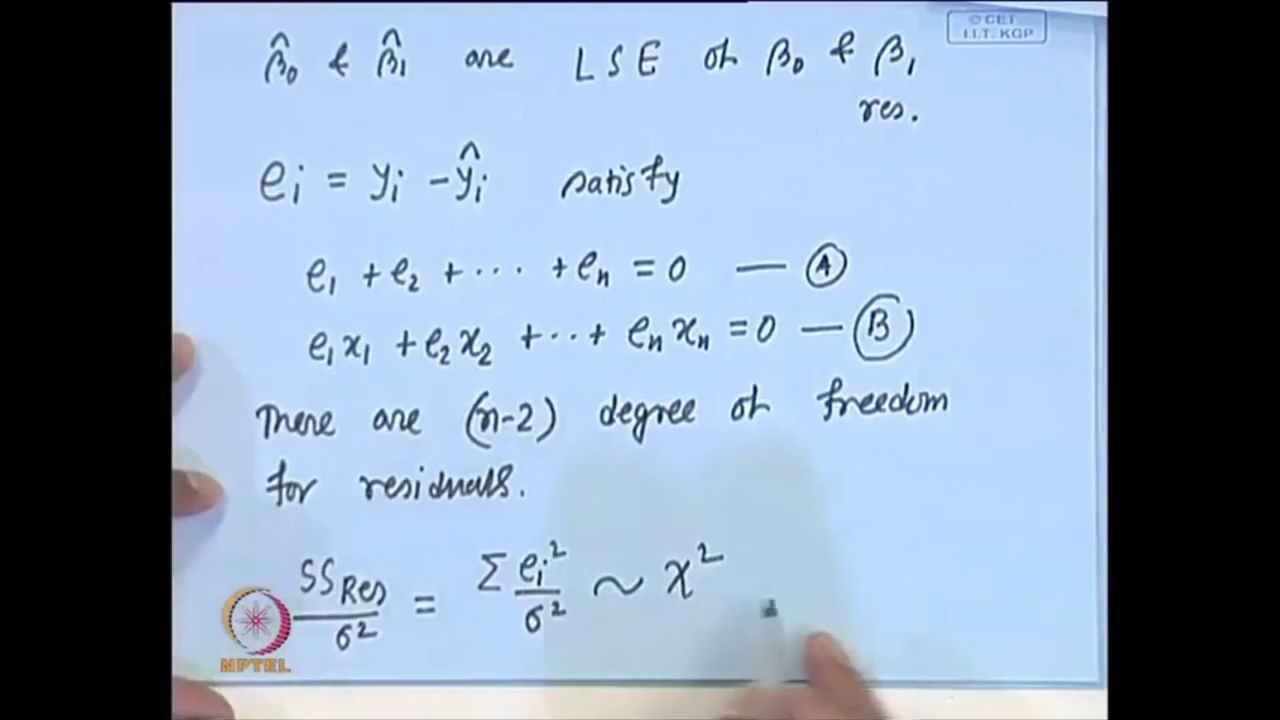 © CET
I.I.T. KGP
β̂₀ & β̂₁ are LSE of β₀ & β₁
res.
eᵢ = yᵢ - ŷᵢ satisfy
e₁ + e₂ + ··· + eₙ = 0 — Ⓐ
e₁x₁ + e₂x₂ + ··· + eₙxₙ = 0 — Ⓑ
There are (n-2) degree of freedom
for residuals.
SS_Res/σ² = Σ eᵢ²/σ² ~ χ²
NPTEL